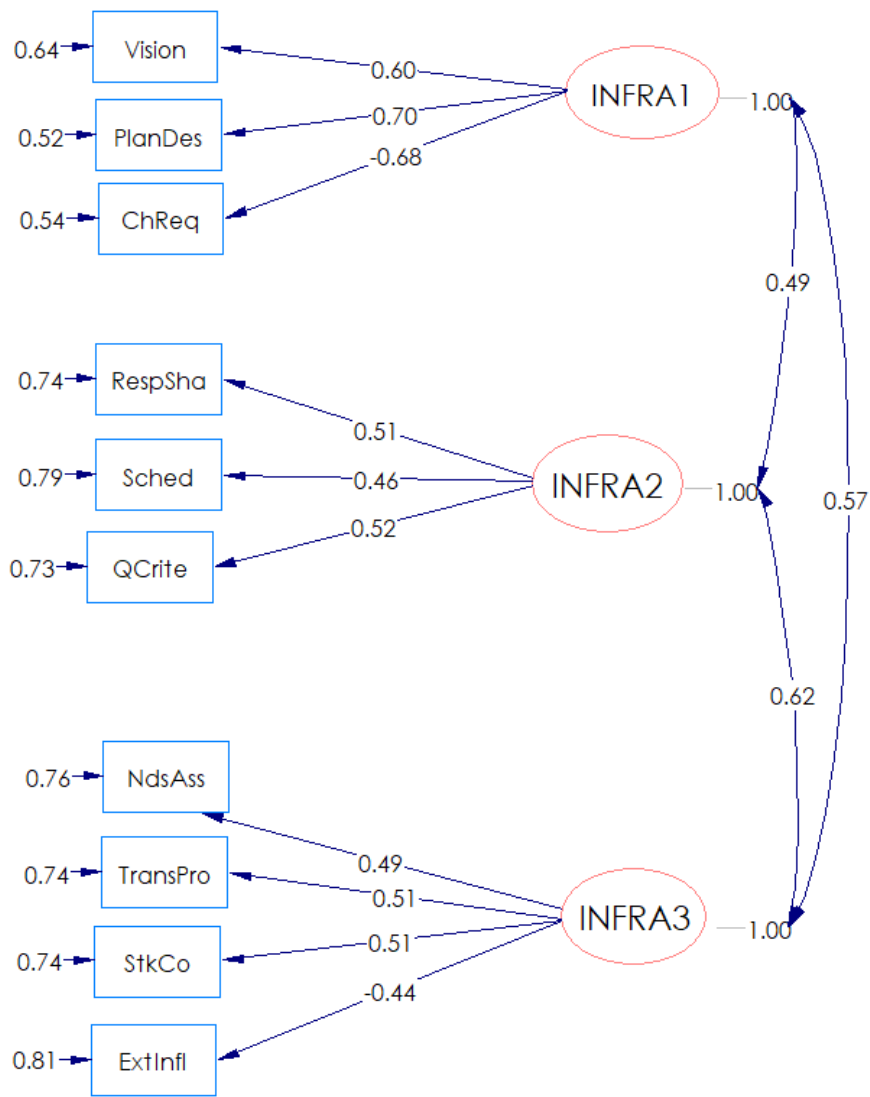 0.64 Vision
0.60
INFRA1
1.00
0.52 PlanDes
0.70
0.54 ChReq
-0.68
0.49
0.74 RespSha
0.51
0.79 Sched
0.46
INFRA2
1.00
0.57
0.73 QCrite
0.52
0.62
0.76 NdsAss
0.49
0.74 TransPro
0.51
INFRA3
1.00
0.74 StkCo
0.51
-0.44
0.81 ExtInfl